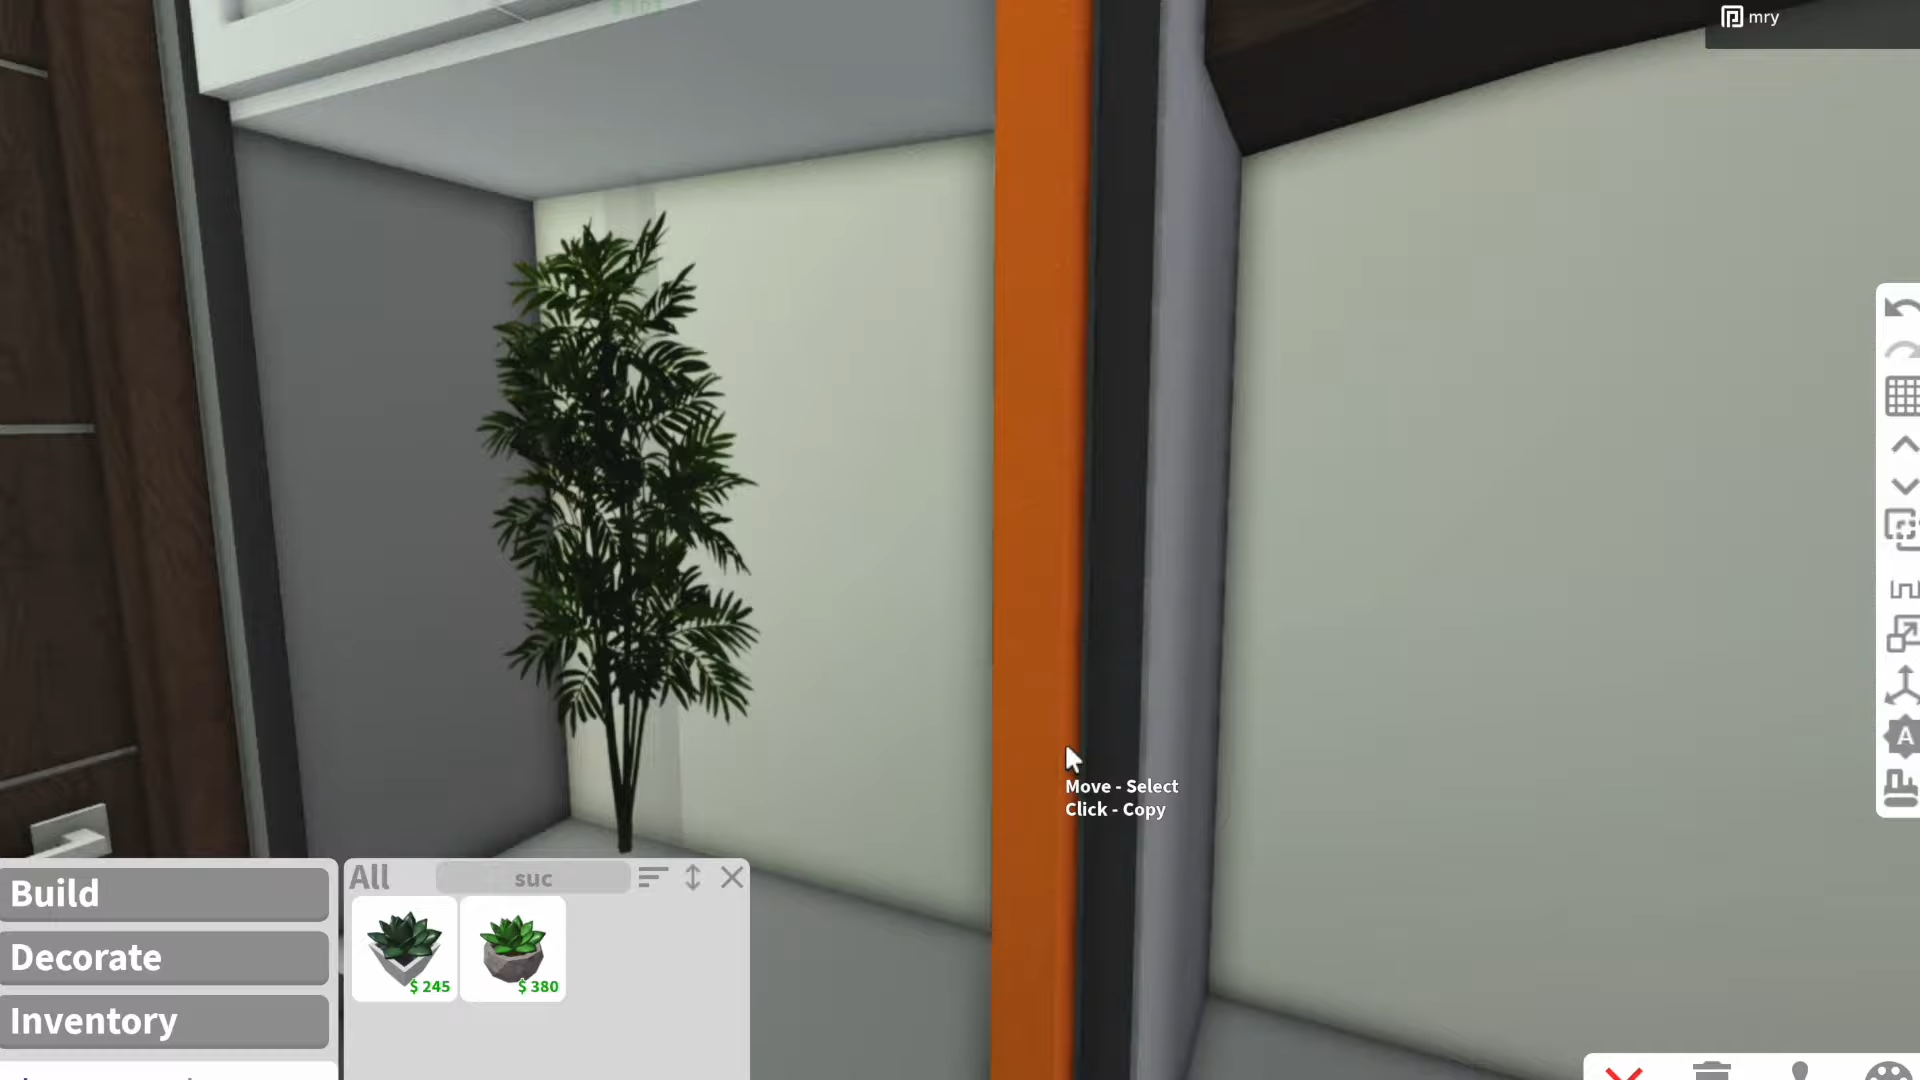 mry
Move - Select
Click - Copy
A
Build
Decorate
Inventory
All
suc
$ 245
$ 380